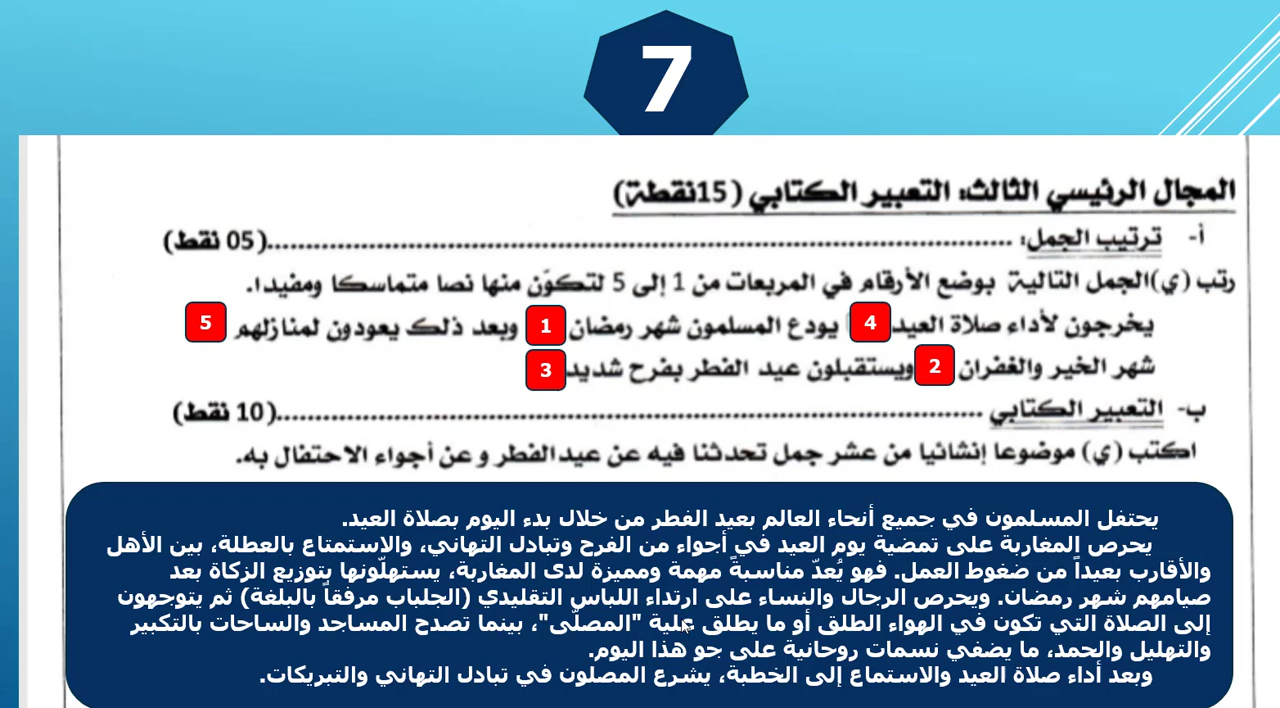 7
المجال الرئيسي الثالث: التعبير الكتابي (15نقطة)
أ- ترتيب الجمل: ........................................(05 نقط)
رتب (ي)الجمل التالية بوضع الأرقام في المربعات من 1 إلى 5 لتكوّن منها نصا متماسكا ومفيدا.
يخرجون لأداء صلاة العيد 4 يودع المسلمون شهر رمضان 1 وبعد ذلك يعودون لمنازلهم 5
شهر الخير والغفران 2 ويستقبلون عيد الفطر بفرح شديد 3
ب- التعبير الكتابي ........................................(10 نقط)
اكتب (ي) موضوعا إنشائيا من عشر جمل تحدثنا فيه عن عيد الفطر و عن أجواء الاحتفال به.
يحتفل المسلمون في جميع أنحاء العالم بعيد الفطر من خلال بدء اليوم بصلاة العيد.
يحرص المغاربة على تمضية يوم العيد في أجواء من الفرح وتبادل التهاني، والاستمتاع بالعطلة، بين الأهل
والأقارب بعيداً من ضغوط العمل. فهو يُعدّ مناسبةً مهمة ومميزة لدى المغاربة، يستهلّونها بتوزيع الزكاة بعد
صيامهم شهر رمضان. ويحرص الرجال والنساء على ارتداء اللباس التقليدي (الجلباب مرفقاً بالبلغة) ثم يتوجهون
إلى الصلاة التي تكون في الهواء الطلق أو ما يطلق علية "المصلّى"، بينما تصدح المساجد والساحات بالتكبير
والتهليل والحمد، ما يضفي نسمات روحانية على جو هذا اليوم.
وبعد أداء صلاة العيد والاستماع إلى الخطبة، يشرع المصلون في تبادل التهاني والتبريكات.